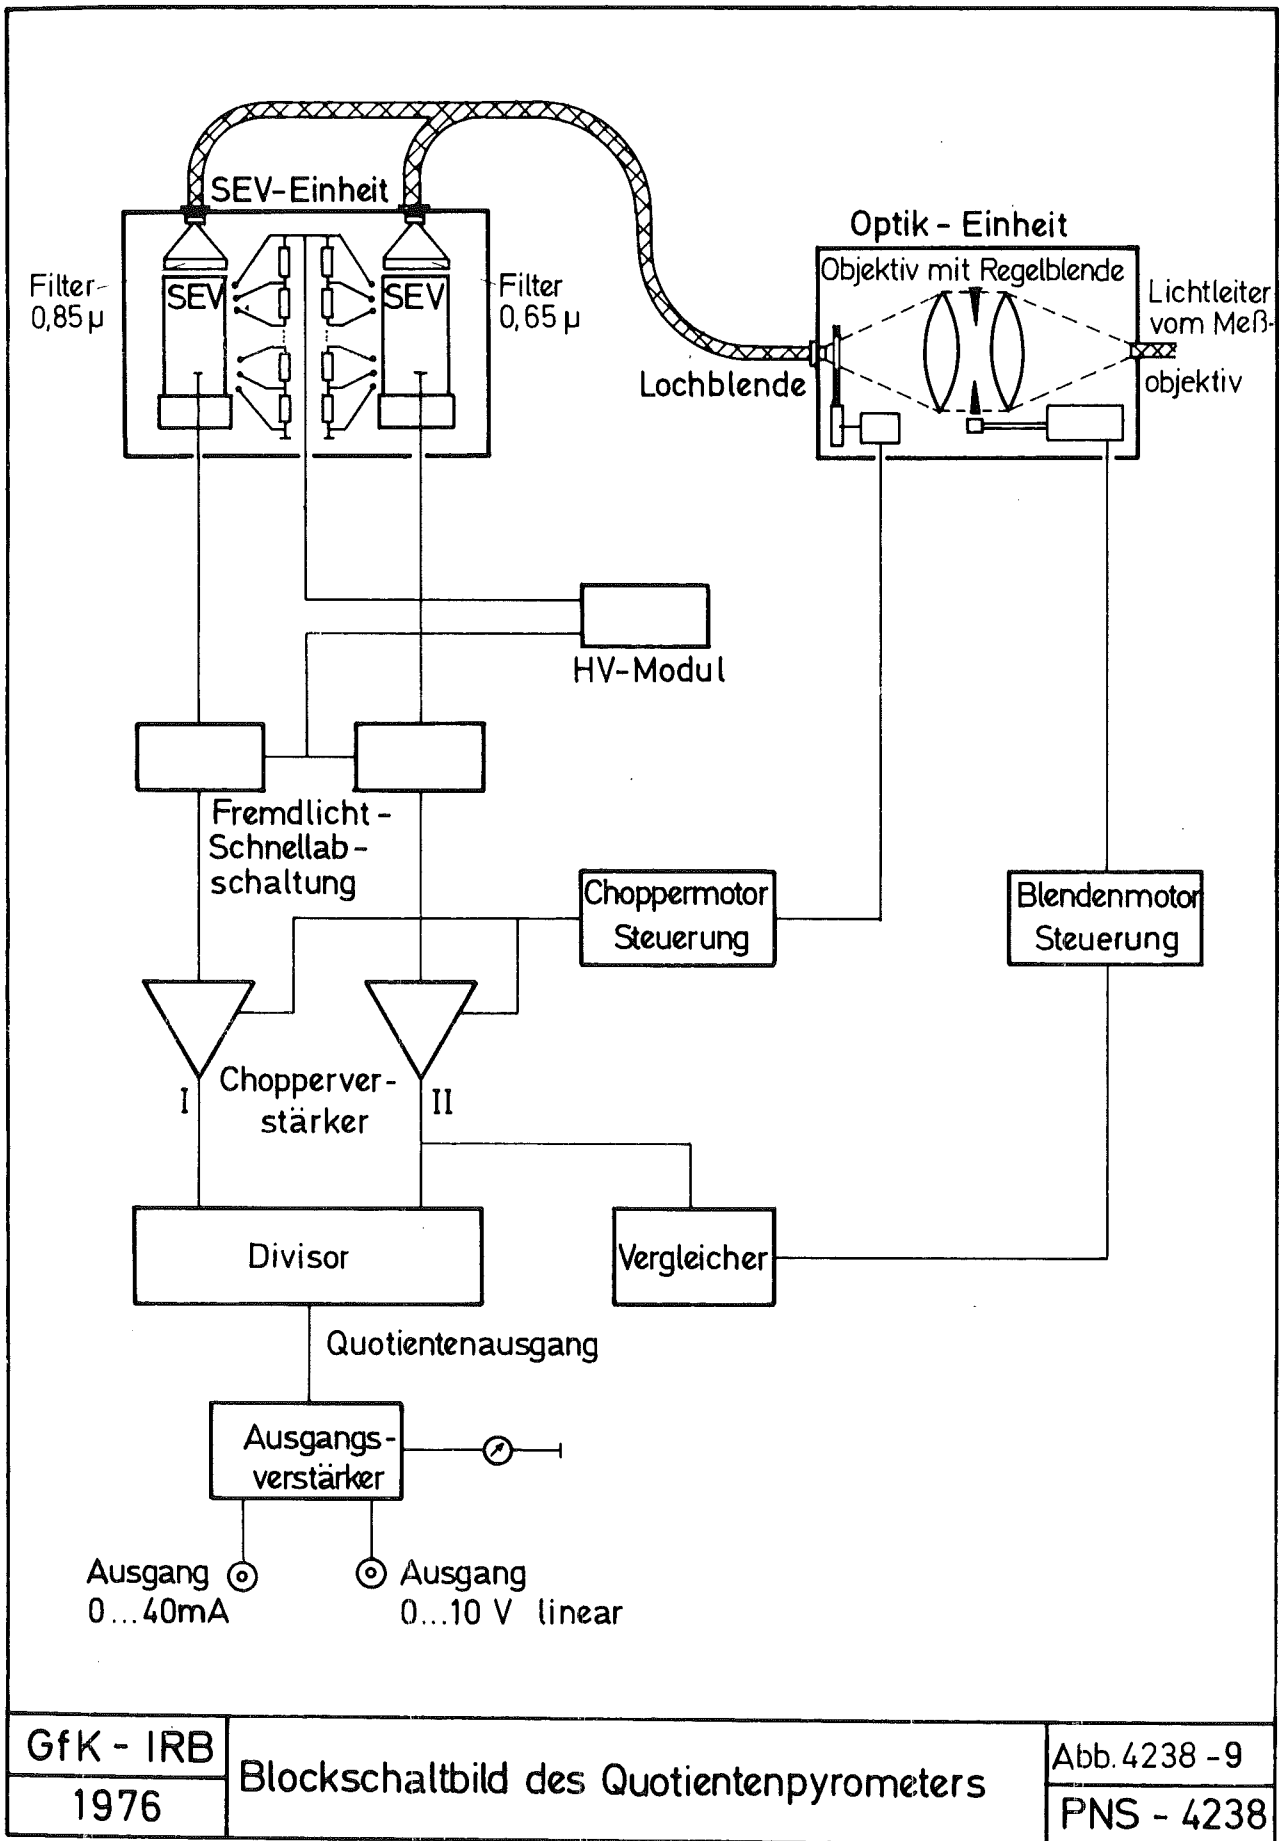 SEV-Einheit
Optik - Einheit
Filter
0,85 µ
SEV
SEV
Filter
0,65 µ
Objektiv mit Regelblende
Lichtleiter
vom Meß-
objektiv
Lochblende
HV-Modul
Fremdlicht-
Schnellab-
schaltung
Choppermotor
Steuerung
Blendenmotor
Steuerung
I
Chopperver-
stärker
II
Divisor
Vergleicher
Quotientenausgang
Ausgangs-
verstärker
Ausgang
0...40mA
Ausgang
0...10 V linear
GfK - IRB
1976
Blockschaltbild des Quotientenpyrometers
Abb. 4238 - 9
PNS - 4238